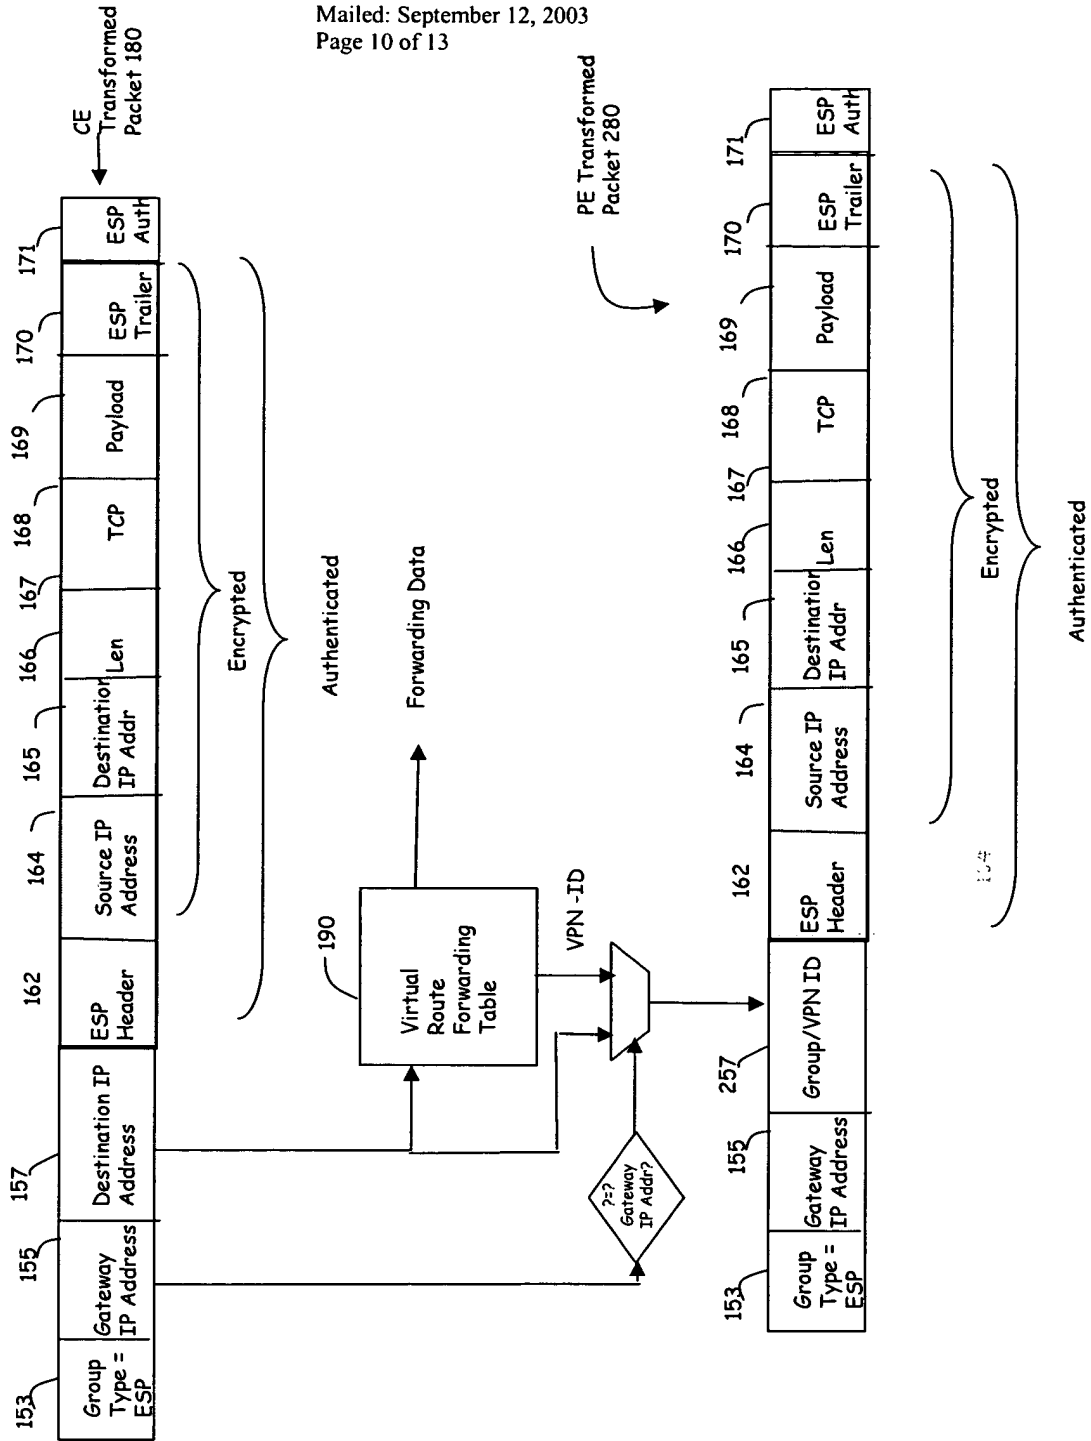 Mailed: September 12, 2003
Page 10 of 13
CE
Transformed
Packet 180
153
155
157
162
164
165
166
167
168
169
170
171
Group
Type =
ESP
Gateway
IP Address
Destination IP
Address
ESP
Header
Source IP
Address
Destination
IP Addr
Len
TCP
Payload
ESP
Trailer
ESP
Auth
Encrypted
Authenticated
190
Virtual
Route
Forwarding
Table
Forwarding Data
VPN -ID
?=?
Gateway
IP Addr?
PE Transformed
Packet 280
153
155
257
162
164
165
166
167
168
169
170
171
Group
Type =
ESP
Gateway
IP Address
Group/VPN ID
ESP
Header
Source IP
Address
Destination
IP Addr
Len
TCP
Payload
ESP
Trailer
ESP
Auth
Encrypted
Authenticated